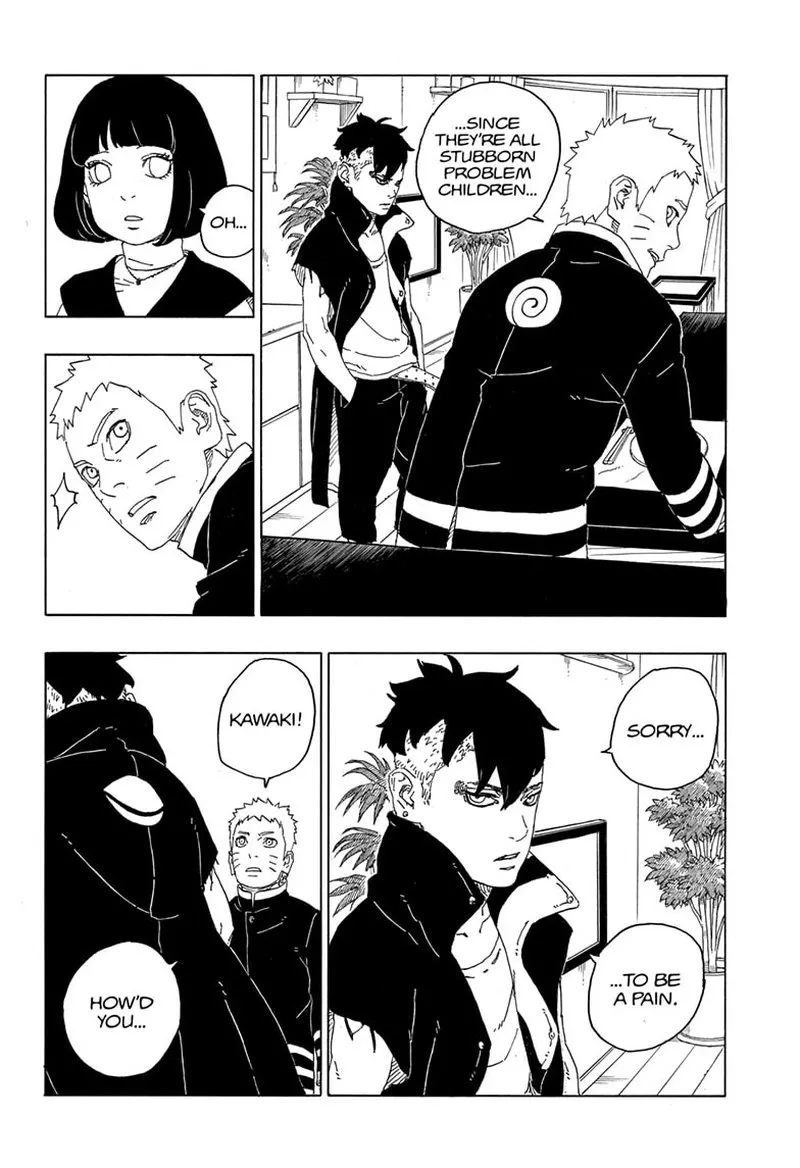 ...SINCE
THEY'RE ALL
STUBBORN
PROBLEM
CHILDREN...
OH...
SORRY...
...TO BE
A PAIN.
KAWAKI!
HOW'D
YOU...